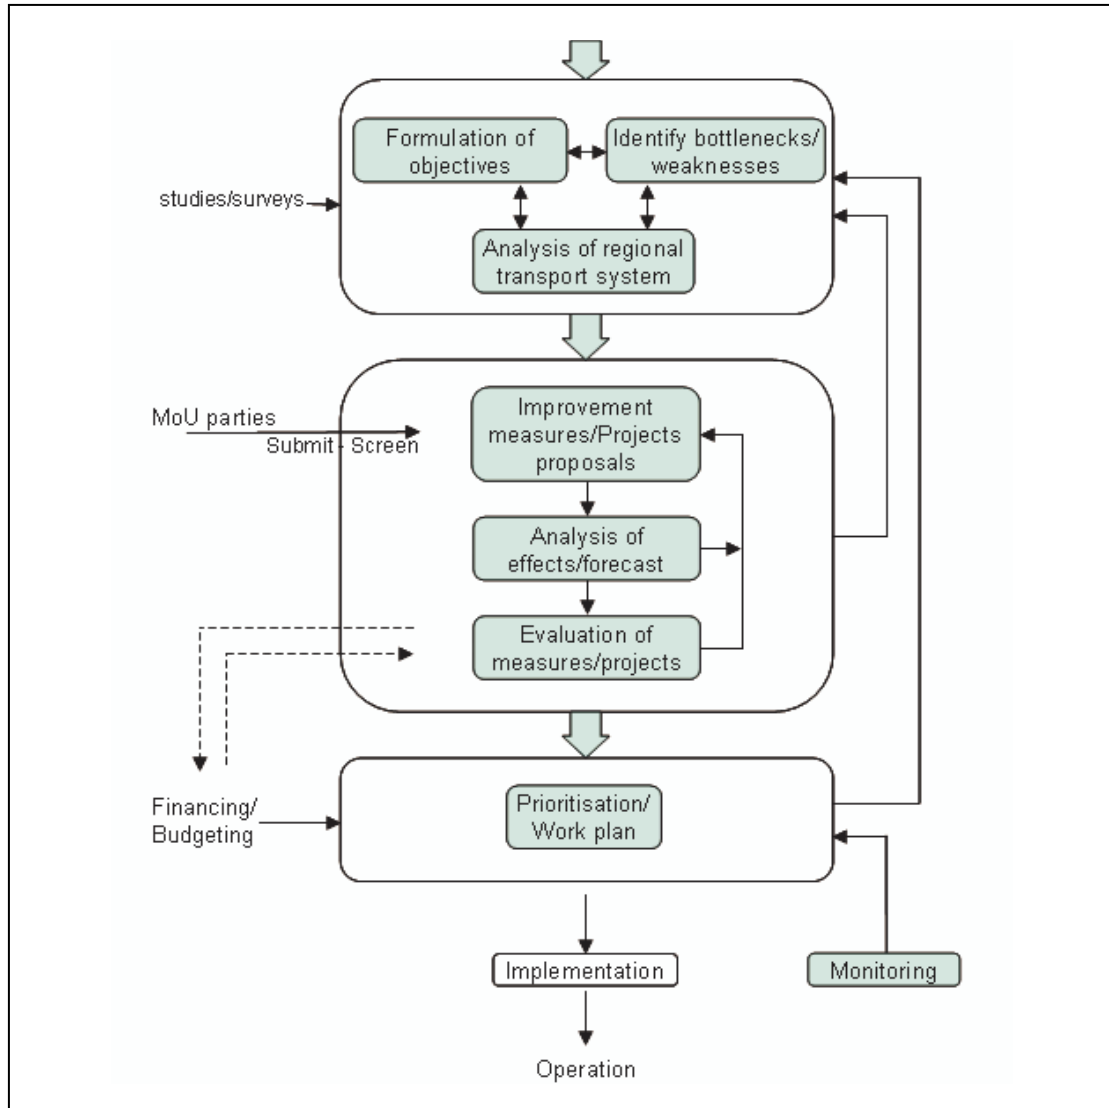 Formulation of
objectives
Identify bottlenecks/
weaknesses
studies/surveys
Analysis of regional
transport system
MoU parties
Submit - Screen
Improvement
measures/Projects
proposals
Analysis of
effects/forecast
Evaluation of
measures/projects
Financing/
Budgeting
Prioritisation/
Work plan
Implementation
Monitoring
Operation